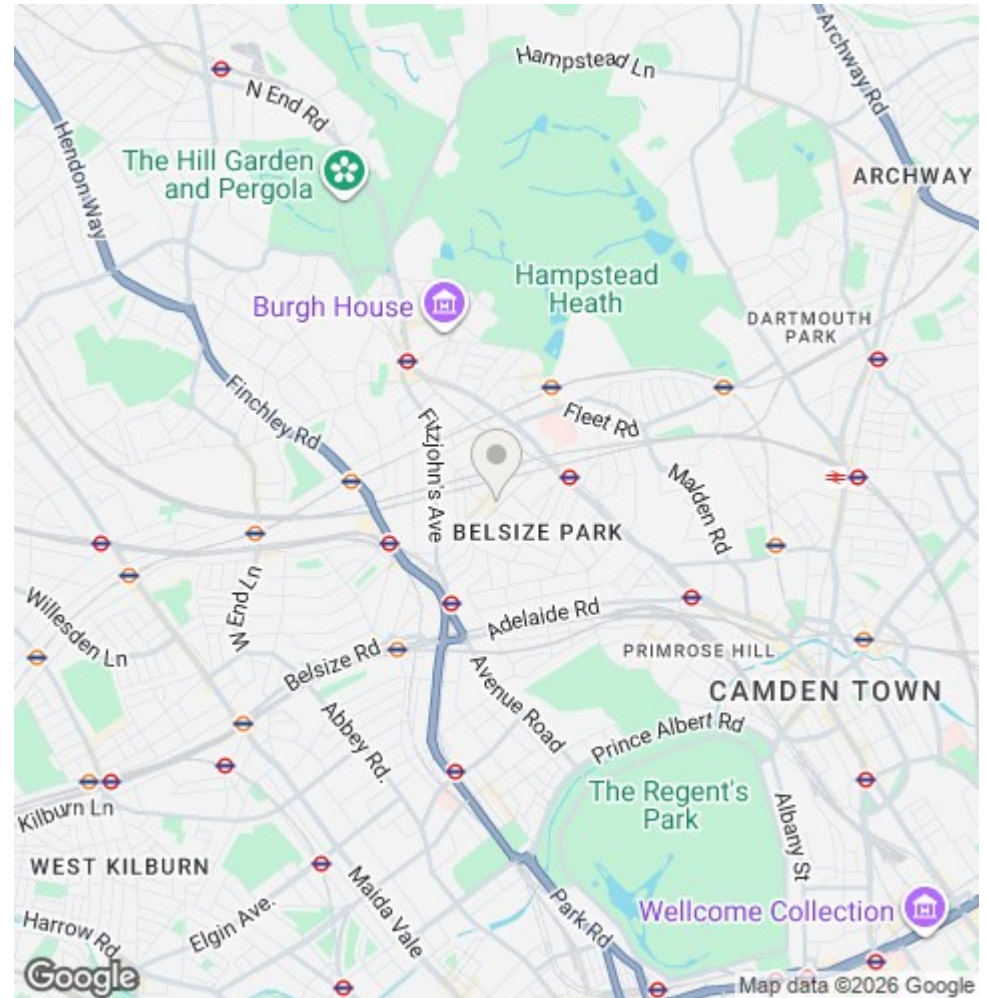 Hampstead Ln
Archway Rd
N End Rd
Hendon Way
The Hill Garden
and Pergola
ARCHWAY
Hampstead
Heath
Burgh House
DARTMOUTH
PARK
Finchley Rd
Fitzjohn's Ave
Fleet Rd
Malden Rd
BELSIZE PARK
W End Ln
Willesden Ln
Adelaide Rd
Belsize Rd
PRIMROSE HILL
Avenue Road
CAMDEN TOWN
Abbey Rd.
Prince Albert Rd
The Regent's
Park
Albany St
Kilburn Ln
WEST KILBURN
Maida Vale
Elgin Ave.
Park Rd
Wellcome Collection
Harrow Rd
Google
Map data ©2026 Google